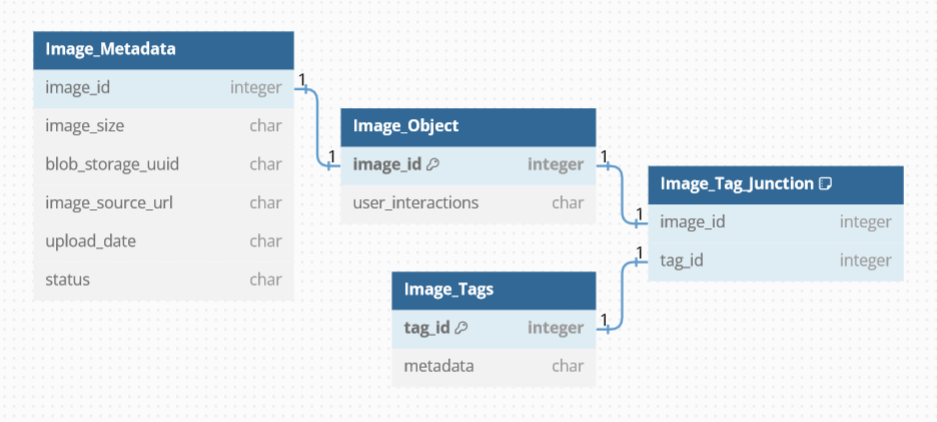 Image_Metadata
image_id integer
image_size char
blob_storage_uuid char
image_source_url char
upload_date char
status char
1
1
Image_Object
image_id integer
user_interactions char
1
1
Image_Tag_Junction
image_id integer
tag_id integer
1
1
Image_Tags
tag_id integer
metadata char